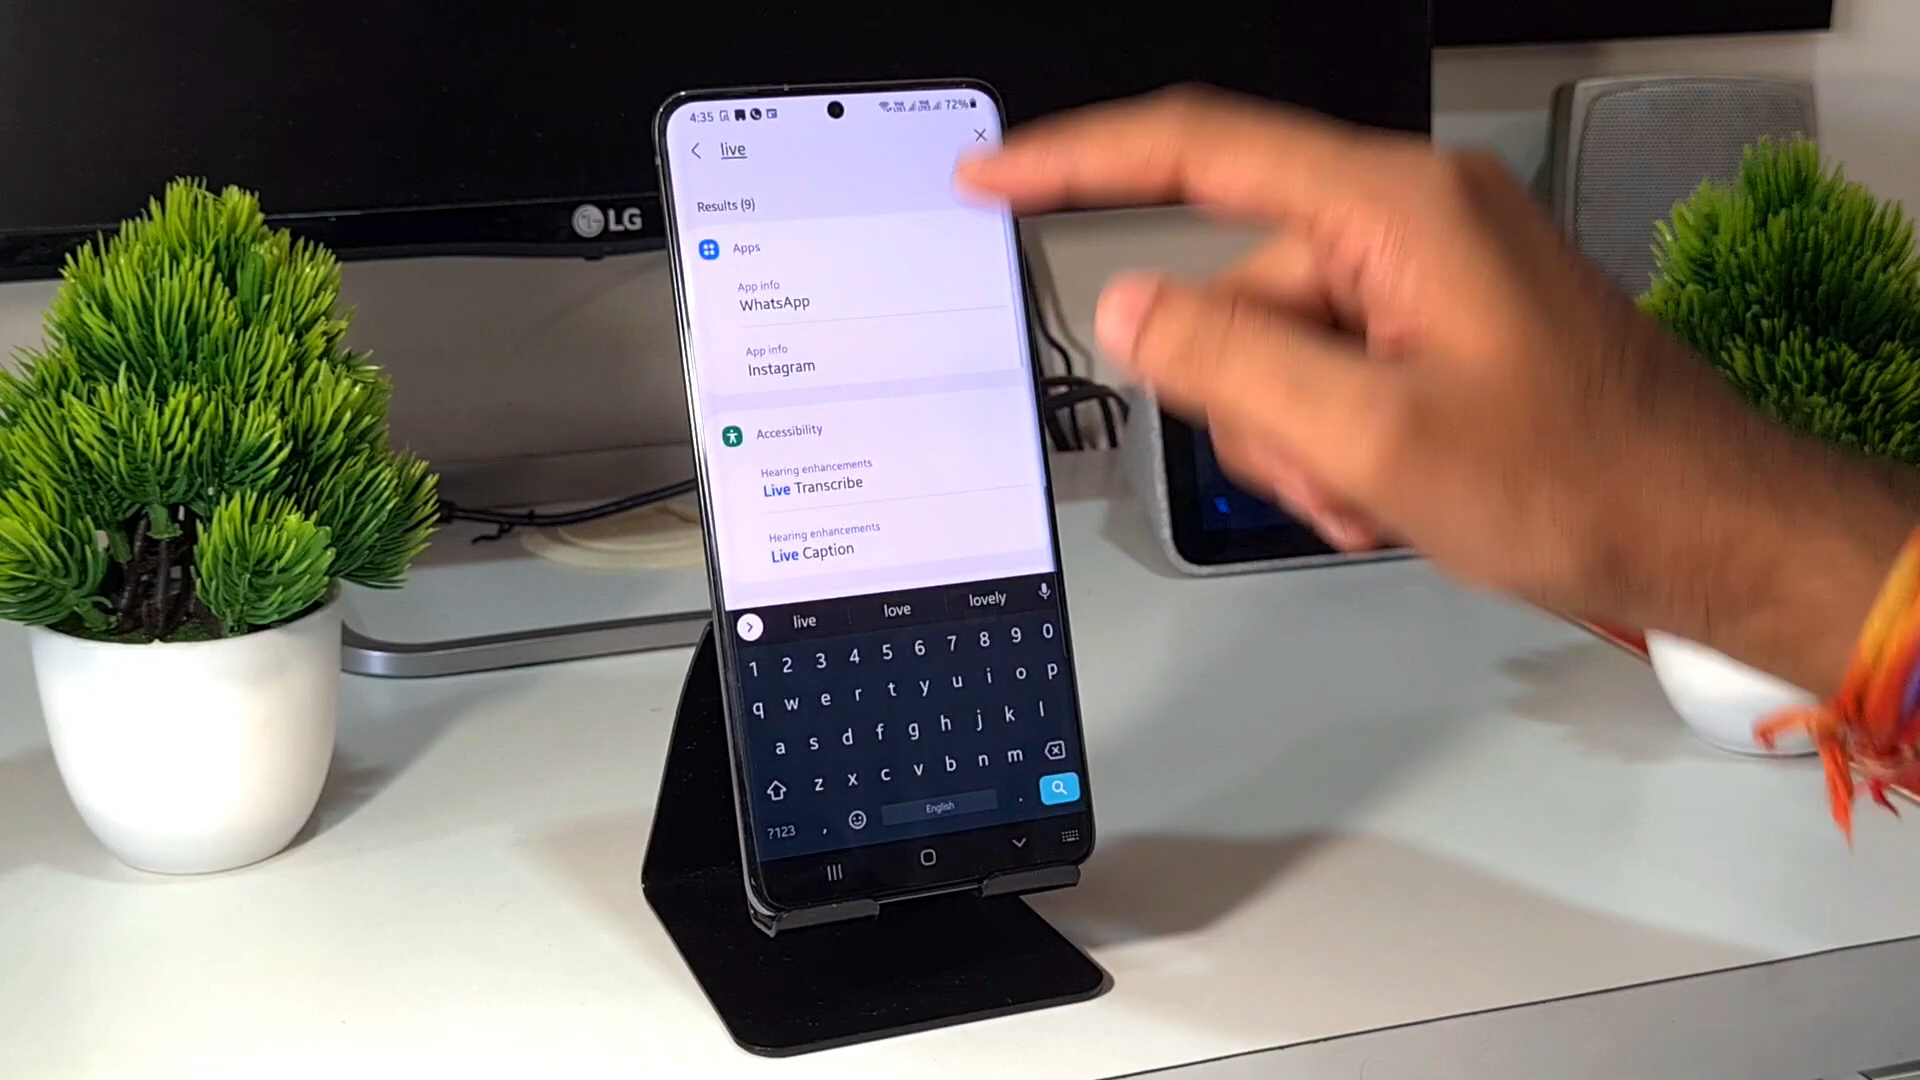 LG
4:35 72%
live
Results (9)
Apps
App info
WhatsApp
App info
Instagram
Accessibility
Hearing enhancements
Live Transcribe
Hearing enhancements
Live Caption
live love lovely
1 2 3 4 5 6 7 8 9 0
q w e r t y u i o p
a s d f g h j k l
z x c v b n m
?123 , English .